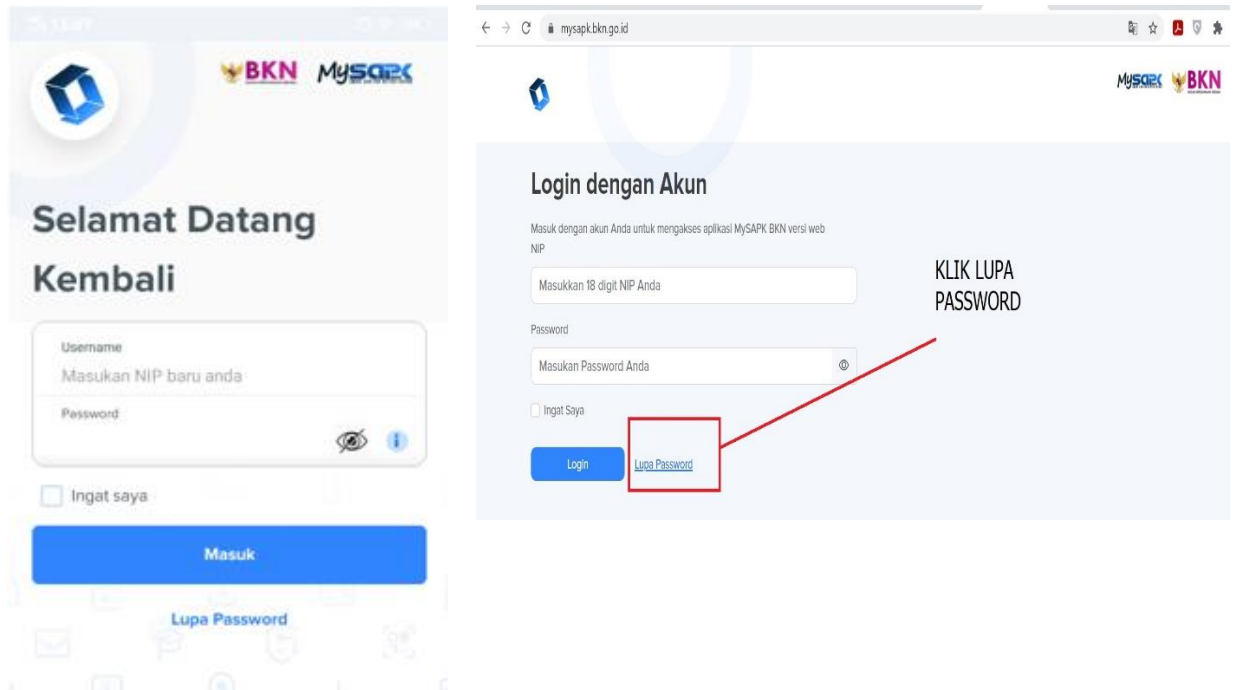 BKN MySAPK
Selamat Datang
Kembali
Username
Masukan NIP baru anda
Password
Ingat saya
Masuk
Lupa Password
mysapk.bkn.go.id
MySAPK BKN
Login dengan Akun
Masuk dengan akun Anda untuk mengakses aplikasi MySAPK BKN versi web
NIP
Masukkan 18 digit NIP Anda
Password
Masukan Password Anda
Ingat Saya
Login
Lupa Password
KLIK LUPA
PASSWORD